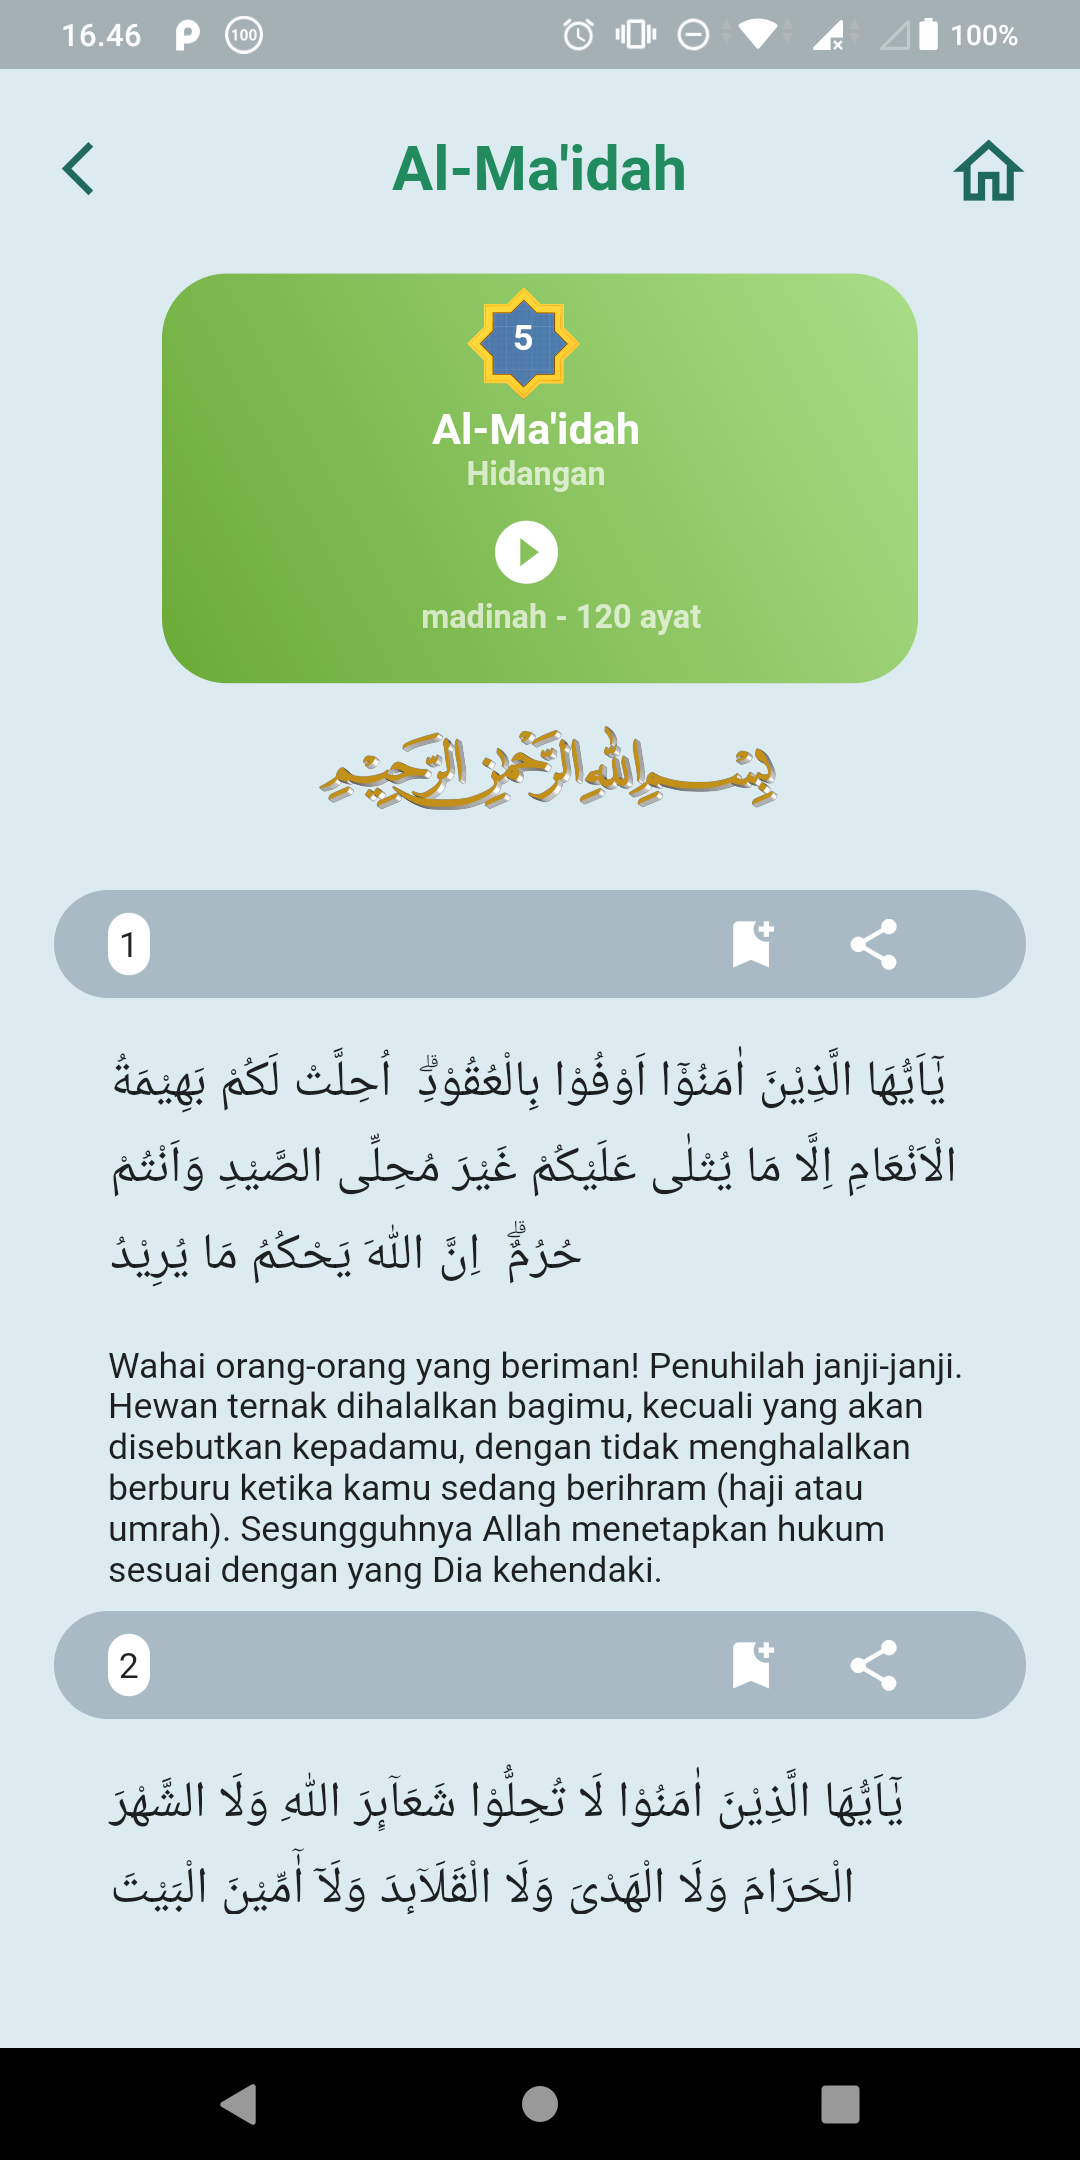 16.46 100 100%
Al-Ma'idah
5
Al-Ma'idah
Hidangan
madinah - 120 ayat
بِسْمِ اللهِ الرَّحْمٰنِ الرَّحِيْمِ
1
يٰٓاَيُّهَا الَّذِيْنَ اٰمَنُوْٓا اَوْفُوْا بِالْعُقُوْدِۗ اُحِلَّتْ لَكُمْ بَهِيْمَةُ
الْاَنْعَامِ اِلَّا مَا يُتْلٰى عَلَيْكُمْ غَيْرَ مُحِلِّى الصَّيْدِ وَاَنْتُمْ
حُرُمٌۗ اِنَّ اللّٰهَ يَحْكُمُ مَا يُرِيْدُ
Wahai orang-orang yang beriman! Penuhilah janji-janji.
Hewan ternak dihalalkan bagimu, kecuali yang akan
disebutkan kepadamu, dengan tidak menghalalkan
berburu ketika kamu sedang berihram (haji atau
umrah). Sesungguhnya Allah menetapkan hukum
sesuai dengan yang Dia kehendaki.
2
يٰٓاَيُّهَا الَّذِيْنَ اٰمَنُوْا لَا تُحِلُّوْا شَعَاۤىِٕرَ اللّٰهِ وَلَا الشَّهْرَ
الْحَرَامَ وَلَا الْهَدْيَ وَلَا الْقَلَاۤىِٕدَ وَلَآ اٰۤمِّيْنَ الْبَيْتَ